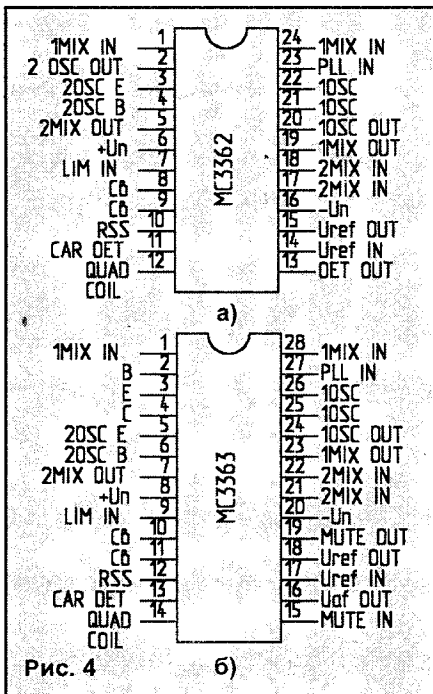 1 24
1MIX IN 1MIX IN
2 23
2 OSC OUT PLL IN
3 22
2OSC E 1OSC
4 21
2OSC B 1OSC
5 20
2MIX OUT 1OSC OUT
6 19
+Uп 1MIX OUT
7 18
LIM IN 2MIX IN
8 17
Cб 2MIX IN
9 16
Cб -Uп
10 15
RSS Uref OUT
11 14
CAR DET Uref IN
12 13
QUAD DET OUT
COIL
MC3362
а)
1 28
1MIX IN 1MIX IN
2 27
B PLL IN
3 26
E 1OSC
4 25
C 1OSC
5 24
2OSC E 1OSC OUT
6 23
2OSC B 1MIX OUT
7 22
2MIX OUT 2MIX IN
8 21
+Uп 2MIX IN
9 20
LIM IN -Uп
10 19
Cб MUTE OUT
11 18
Cб Uref OUT
12 17
RSS Uref IN
13 16
CAR DET Uaf OUT
14 15
QUAD MUTE IN
COIL
MC3363
Рис. 4 б)